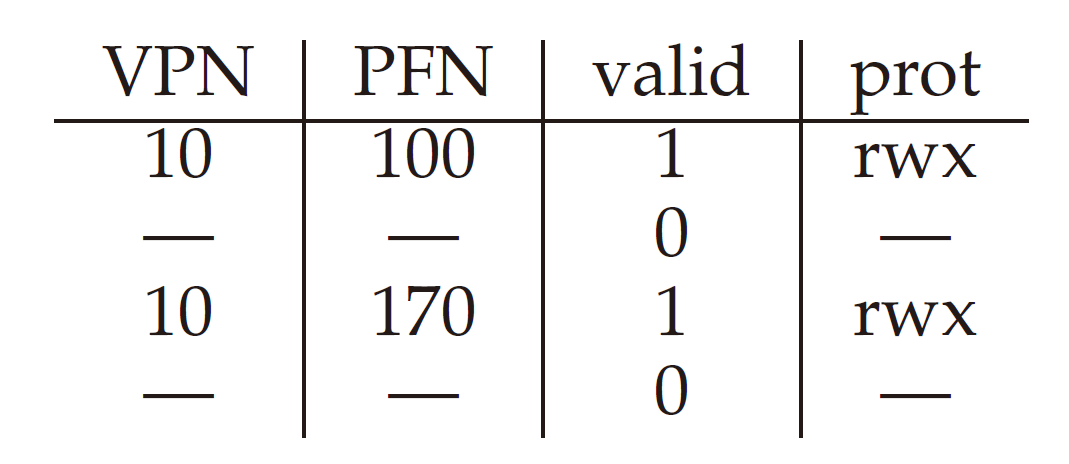 VPN PFN valid prot
10 100 1 rwx
— — 0 —
10 170 1 rwx
— — 0 —